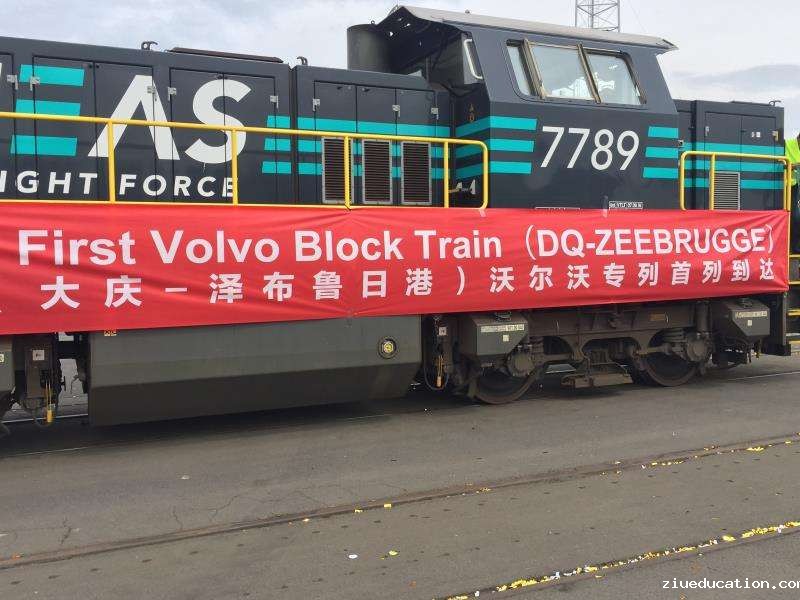 EAS
IGHT FORCE
7789
First Volvo Block Train (DQ-ZEEBRUGGE)
大庆-泽布鲁日港)沃尔沃专列首列到达
ziueducation.com